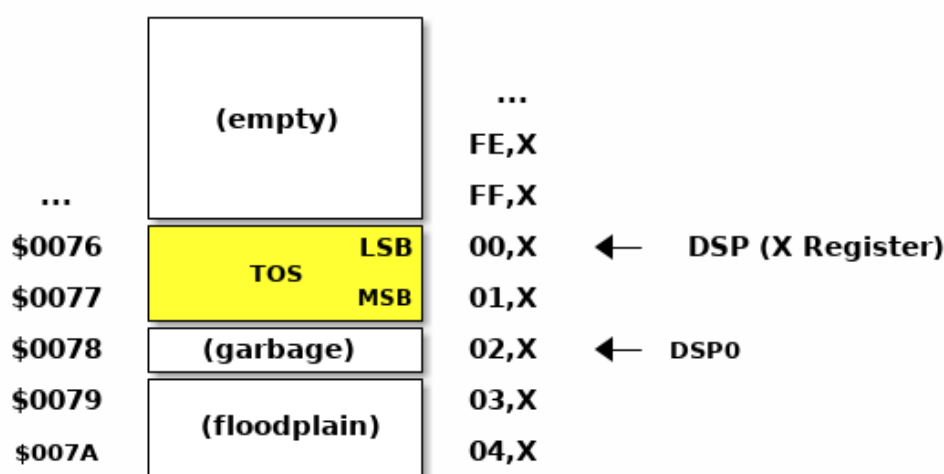 ...
(empty)
FE,X
... FF,X
$0076 LSB 00,X DSP (X Register)
TOS
$0077 MSB 01,X
$0078 (garbage) 02,X DSP0
$0079 03,X
(floodplain)
$007A 04,X